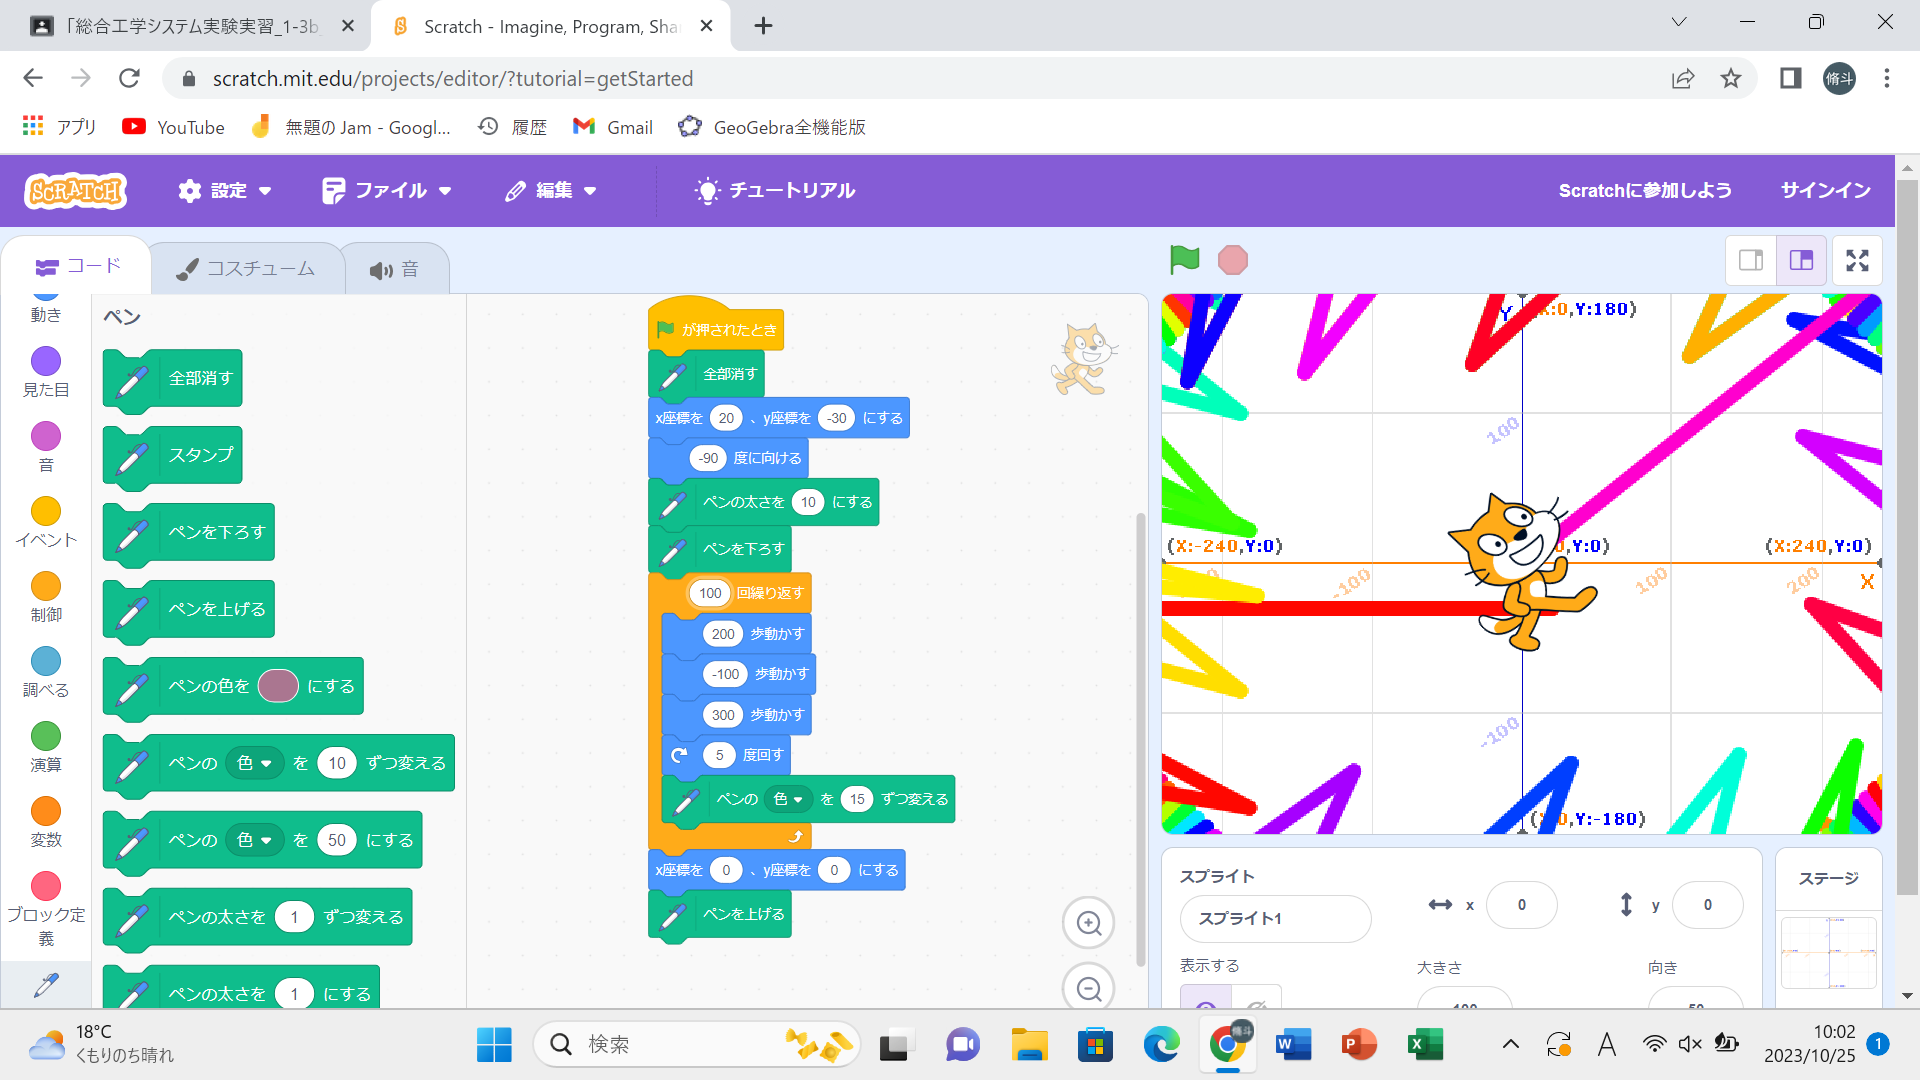 「総合工学システム実験実習_1-3b
Scratch - Imagine, Program, Sha
scratch.mit.edu/projects/editor/?tutorial=getStarted
脩斗
アプリ
YouTube
無題の Jam - Googl...
履歴
Gmail
GeoGebra全機能版
SCRATCH
設定
ファイル
編集
チュートリアル
Scratchに参加しよう
サインイン
コード
コスチューム
音
動き
見た目
音
イベント
制御
調べる
演算
変数
ブロック定
義
ペン
全部消す
スタンプ
ペンを下ろす
ペンを上げる
ペンの色を にする
ペンの 色 を 10 ずつ変える
ペンの 色 を 50 にする
ペンの太さを 1 ずつ変える
ペンの太さを 1 にする
が押されたとき
全部消す
x座標を 20 、y座標を -30 にする
-90 度に向ける
ペンの太さを 10 にする
ペンを下ろす
100 回繰り返す
200 歩動かす
-100 歩動かす
300 歩動かす
5 度回す
ペンの 色 を 15 ずつ変える
x座標を 0 、y座標を 0 にする
ペンを上げる
Y
X:0,Y:180)
100
(X:-240,Y:0)
0,Y:0)
(X:240,Y:0)
-100
100
200
X
-100
Y:-180)
スプライト
スプライト1
x 0
y 0
表示する
大きさ
向き
100
50
ステージ
18°C
くもりのち晴れ
検索
脩斗
A
10:02
2023/10/25
1